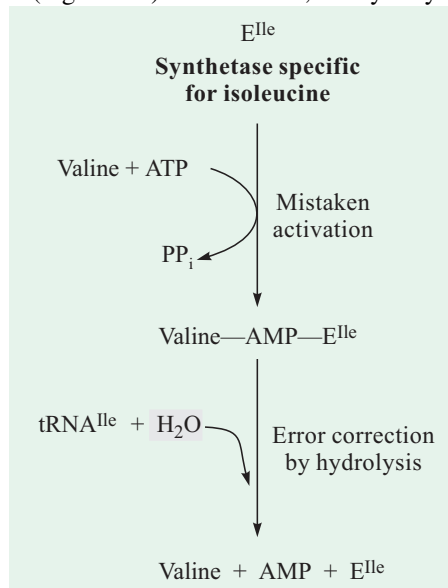 E^Ile
Synthetase specific
for isoleucine
Valine + ATP
Mistaken
activation
PP_i
Valine—AMP—E^Ile
tRNA^Ile + H₂O
Error correction
by hydrolysis
Valine + AMP + E^Ile